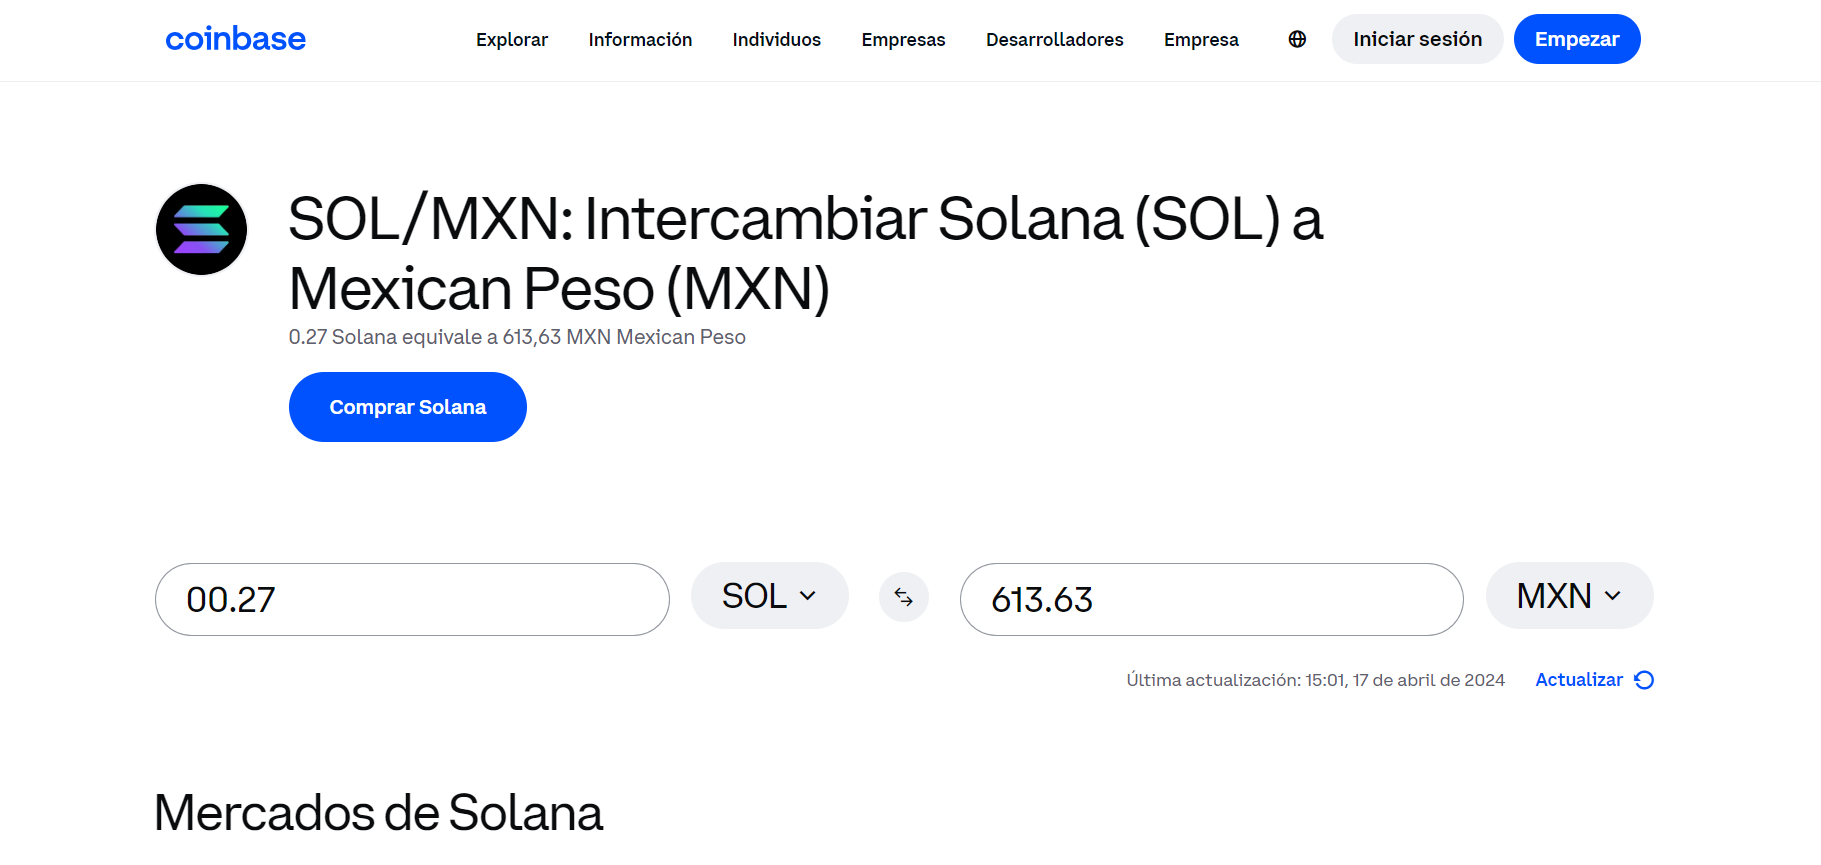 coinbase
Explorar Información Individuos Empresas Desarrolladores Empresa Iniciar sesión Empezar
SOL/MXN: Intercambiar Solana (SOL) a
Mexican Peso (MXN)
0.27 Solana equivale a 613,63 MXN Mexican Peso
Comprar Solana
00.27 SOL 613.63 MXN
Última actualización: 15:01, 17 de abril de 2024 Actualizar
Mercados de Solana